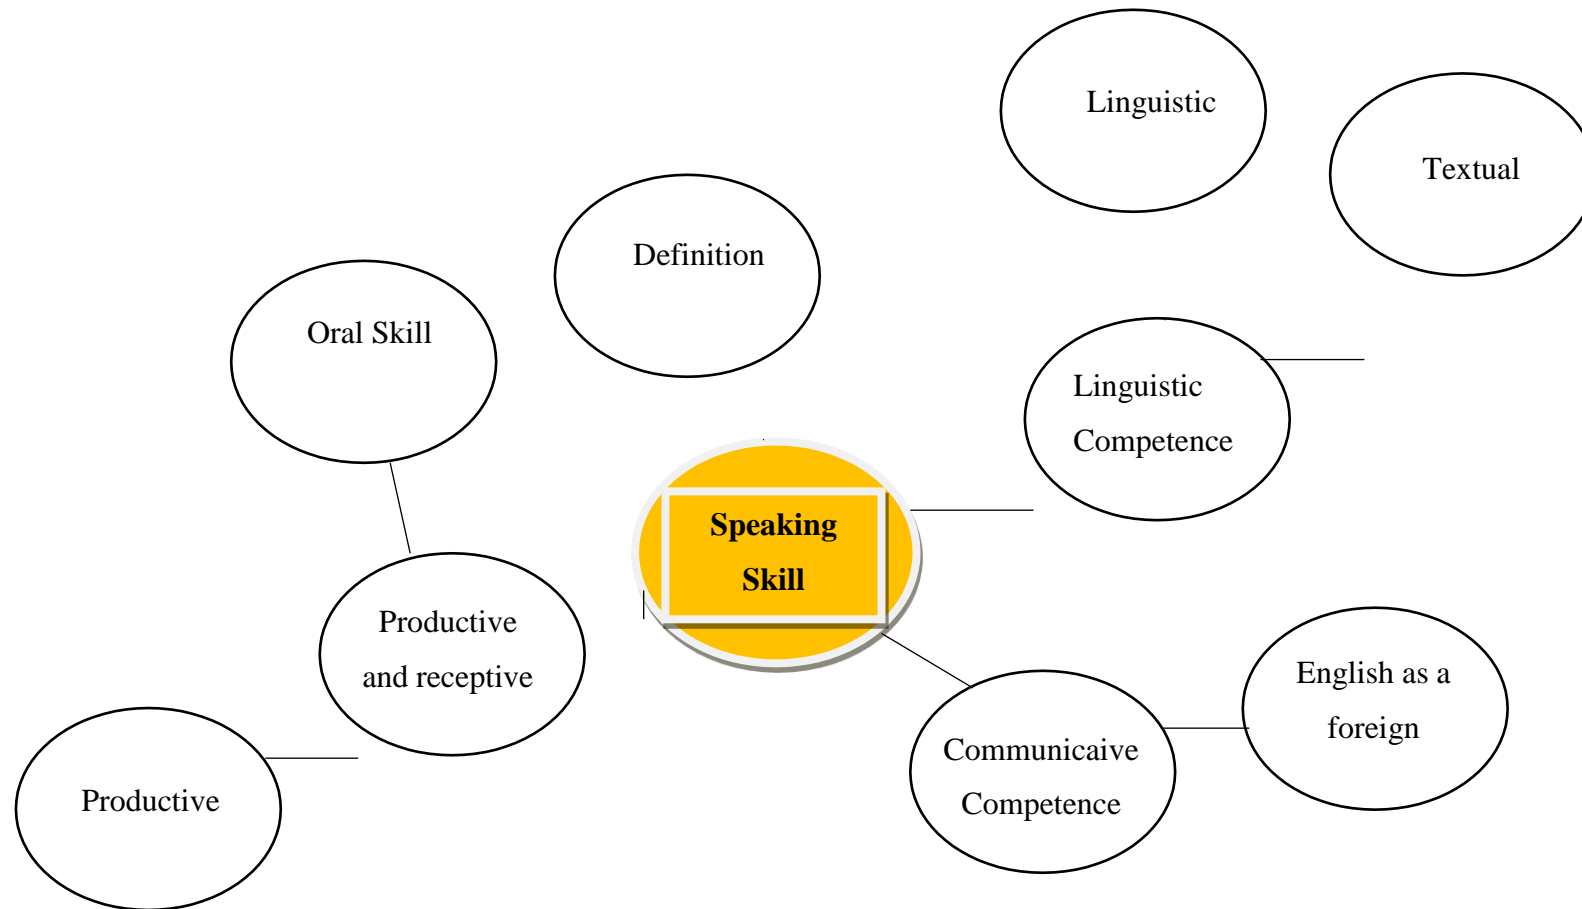 Linguistic
Textual
Definition
Oral Skill
Linguistic
Competence
Speaking
Skill
Productive
and receptive
English as a
foreign
Communicaive
Competence
Productive